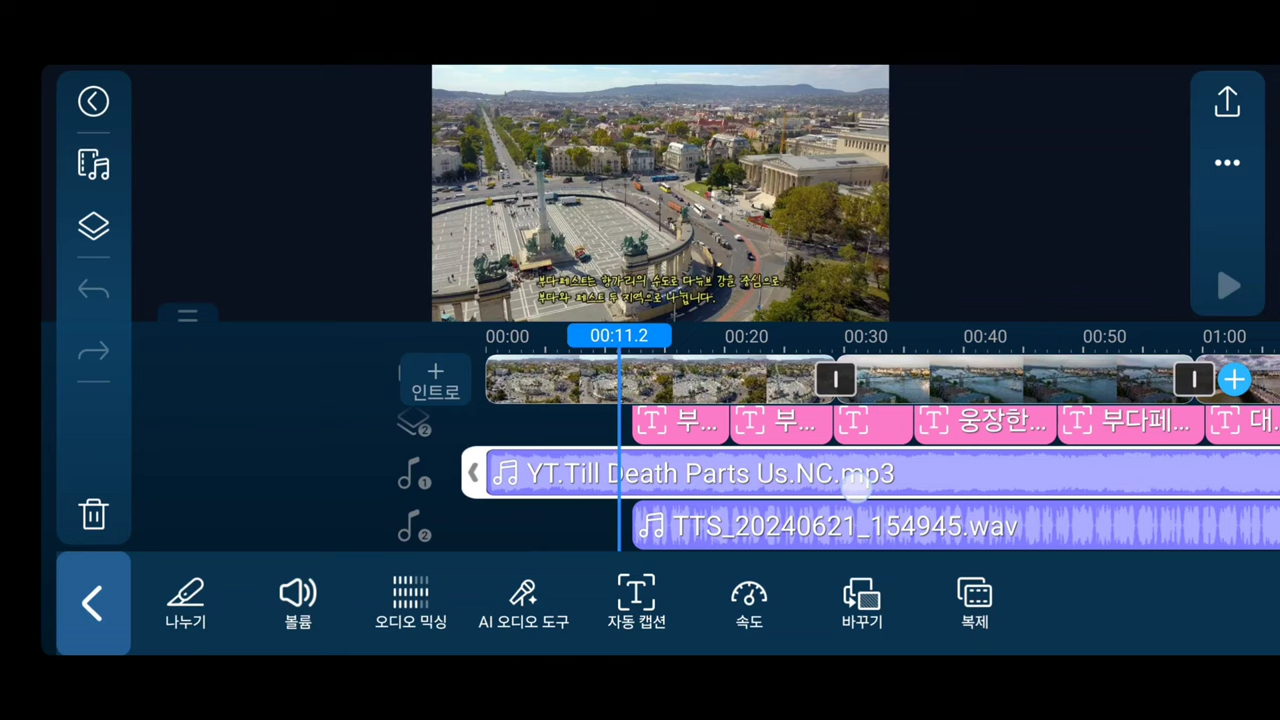 부다페스트는 헝가리의 수도로 다뉴브 강을 중심으로
부다와 페스트 두 지역으로 나뉩니다.
00:00
00:11.2
00:20
00:30
00:40
00:50
01:00
+
인트로
T 부...
T 부...
T
T 웅장한...
T 부다페...
T 대.
2
YT.Till Death Parts Us.NC.mp3
1
TTS_20240621_154945.wav
2
나누기
볼륨
오디오 믹싱
AI 오디오 도구
T
자동 캡션
속도
바꾸기
복제